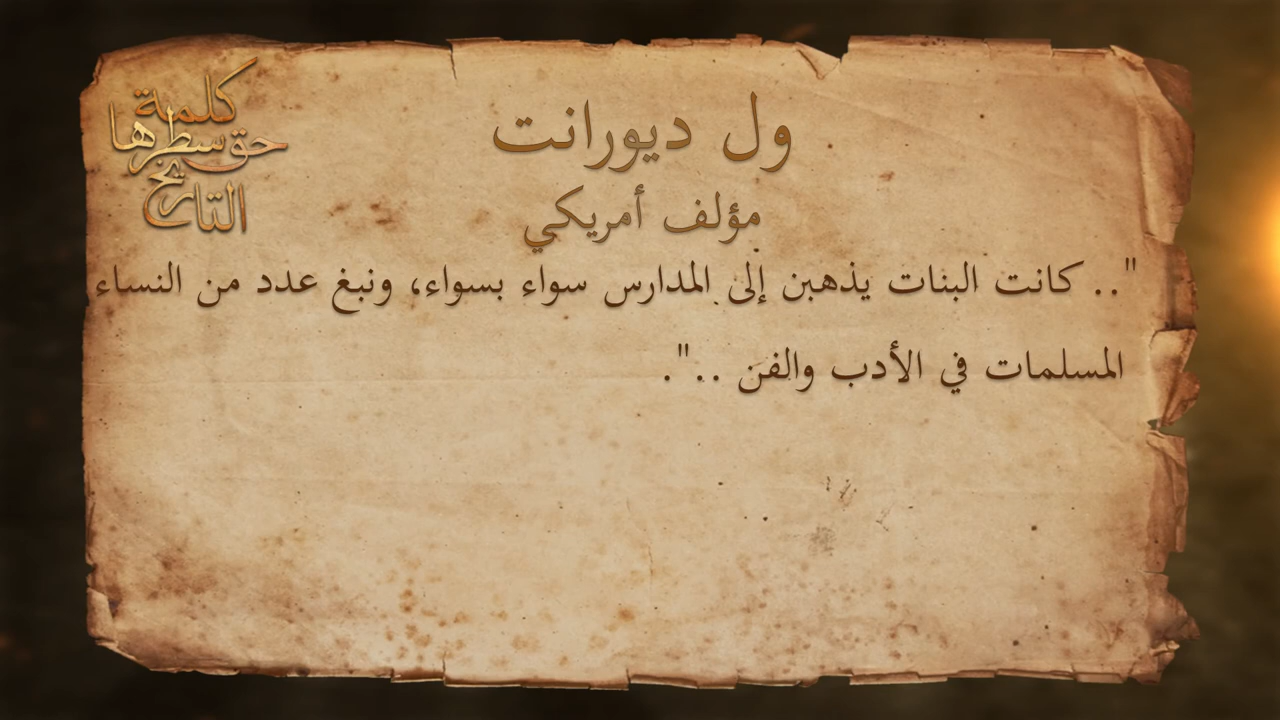 كلمة
حق سطرها
التاريخ
ول ديورانت
مؤلف أمريكي
".. كانت البنات يذهبن إلى المدارس سواء بسواء، ونبغ عدد من النساء
المسلمات في الأدب والفن ..".